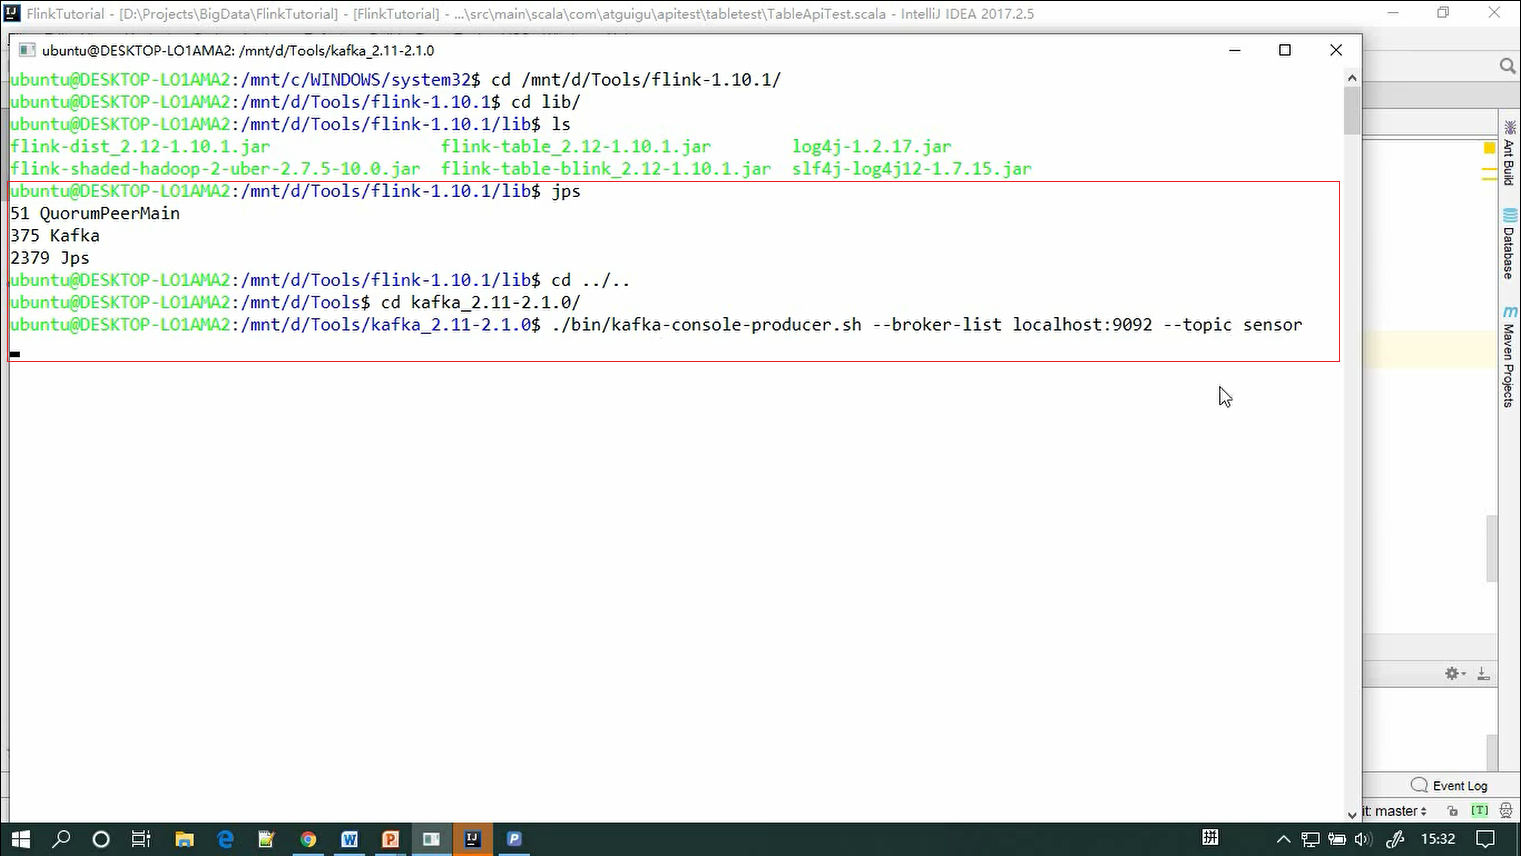 FlinkTutorial - [D:\Projects\BigData\FlinkTutorial] - [FlinkTutorial] - ...\src\main\scala\com\atguigu\apitest\tabletest\TableApiTest.scala - IntelliJ IDEA 2017.2.5
ubuntu@DESKTOP-LO1AMA2: /mnt/d/Tools/kafka_2.11-2.1.0
ubuntu@DESKTOP-LO1AMA2:/mnt/c/WINDOWS/system32$ cd /mnt/d/Tools/flink-1.10.1/
ubuntu@DESKTOP-LO1AMA2:/mnt/d/Tools/flink-1.10.1$ cd lib/
ubuntu@DESKTOP-LO1AMA2:/mnt/d/Tools/flink-1.10.1/lib$ ls
flink-dist_2.12-1.10.1.jar flink-table_2.12-1.10.1.jar log4j-1.2.17.jar
flink-shaded-hadoop-2-uber-2.7.5-10.0.jar flink-table-blink_2.12-1.10.1.jar slf4j-log4j12-1.7.15.jar
ubuntu@DESKTOP-LO1AMA2:/mnt/d/Tools/flink-1.10.1/lib$ jps
51 QuorumPeerMain
375 Kafka
2379 Jps
ubuntu@DESKTOP-LO1AMA2:/mnt/d/Tools/flink-1.10.1/lib$ cd ../..
ubuntu@DESKTOP-LO1AMA2:/mnt/d/Tools$ cd kafka_2.11-2.1.0/
ubuntu@DESKTOP-LO1AMA2:/mnt/d/Tools/kafka_2.11-2.1.0$ ./bin/kafka-console-producer.sh --broker-list localhost:9092 --topic sensor
Ant Build
Database
Maven Projects
Event Log
it: master
[T]
拼
15:32